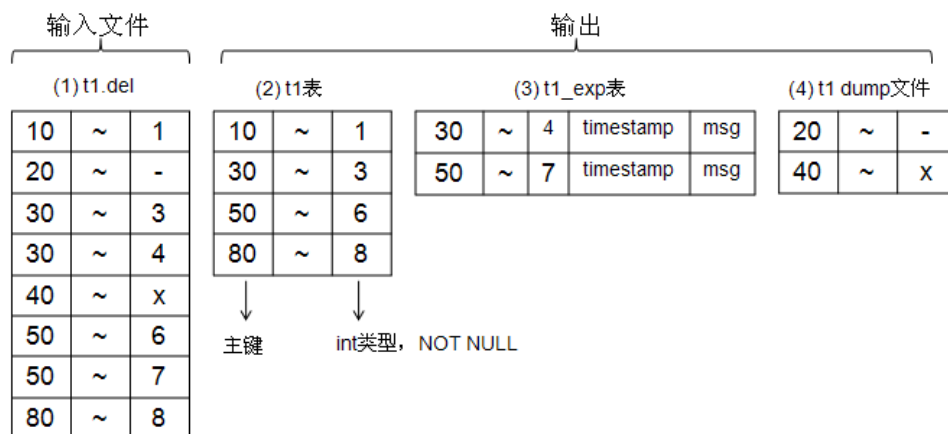 输入文件 输出
(1) t1.del (2) t1表 (3) t1_exp表 (4) t1 dump文件
10 ~ 1 10 ~ 1 30 ~ 4 timestamp msg 20 ~ -
20 ~ - 30 ~ 3 50 ~ 7 timestamp msg 40 ~ x
30 ~ 3 50 ~ 6
30 ~ 4 80 ~ 8
40 ~ x
50 ~ 6 主键 int类型，NOT NULL
50 ~ 7
80 ~ 8